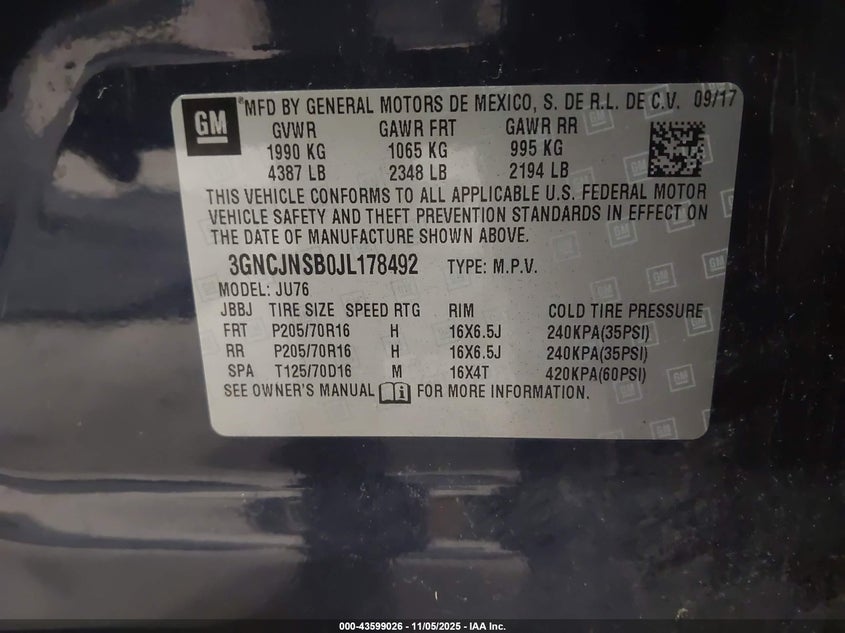 GM ®MFD BY GENERAL MOTORS DE MEXICO, S. DE R.L. DE C.V. 09/17
GVWR GAWR FRT GAWR RR
1990 KG 1065 KG 995 KG
4387 LB 2348 LB 2194 LB
THIS VEHICLE CONFORMS TO ALL APPLICABLE U.S. FEDERAL MOTOR
VEHICLE SAFETY AND THEFT PREVENTION STANDARDS IN EFFECT ON
THE DATE OF MANUFACTURE SHOWN ABOVE.
3GNCJNSB0JL178492 TYPE: M.P.V.
MODEL: JU76
JBBJ TIRE SIZE SPEED RTG RIM COLD TIRE PRESSURE
FRT P205/70R16 H 16X6.5J 240KPA(35PSI)
RR P205/70R16 H 16X6.5J 240KPA(35PSI)
SPA T125/70D16 M 16X4T 420KPA(60PSI)
SEE OWNER'S MANUAL FOR MORE INFORMATION.
000-43599026 - 11/05/2025 - IAA Inc.